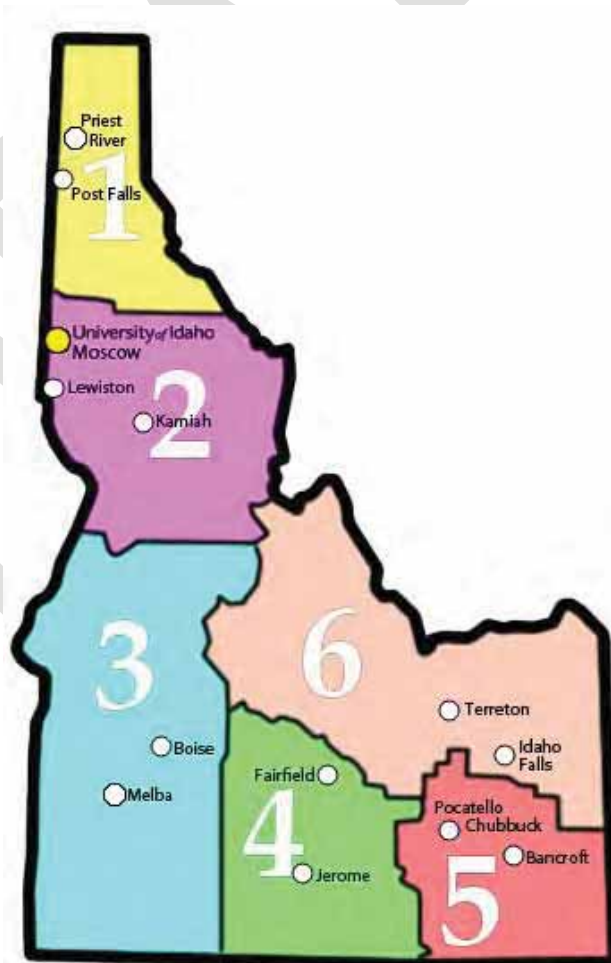 Priest
River
1
Post Falls
University of Idaho
Moscow
Lewiston
2
Kamiah
3
6
Terreton
Boise
Idaho
Falls
Fairfield
Melba
4
Pocatello
Chubbuck
Jerome
5
Bancroft